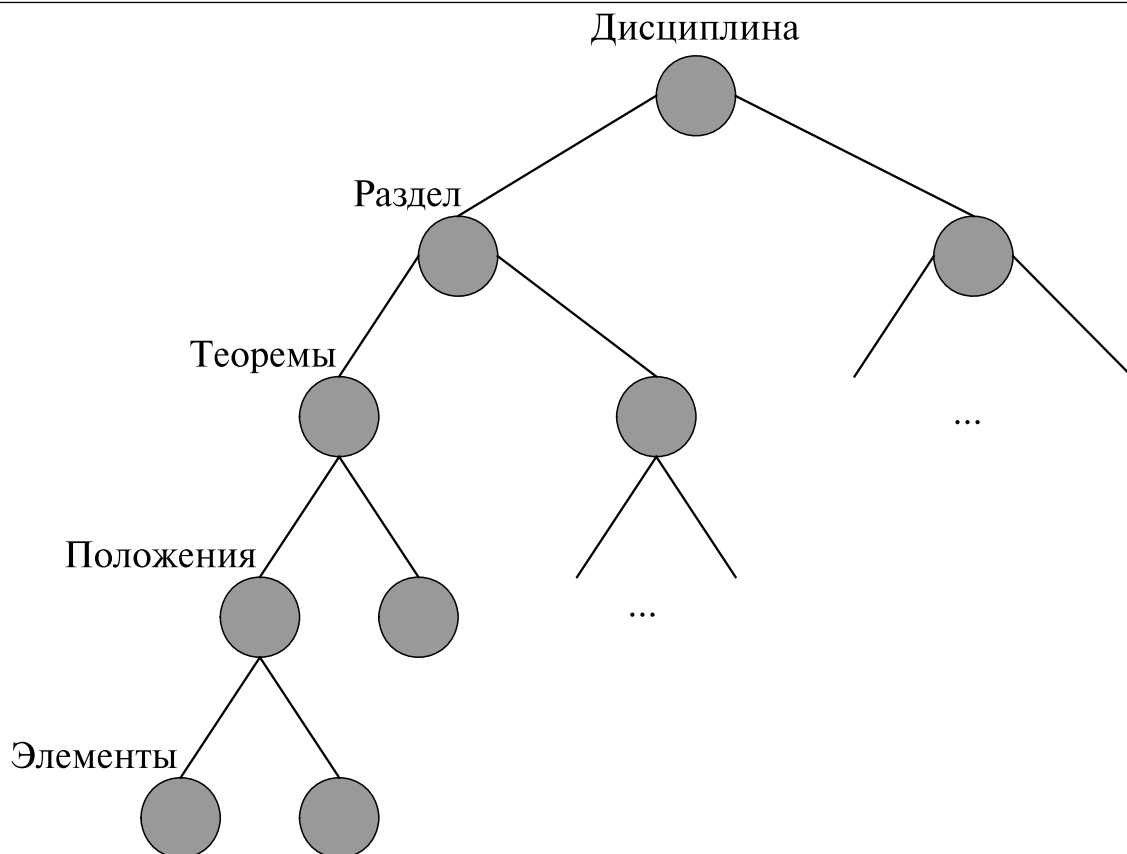 Дисциплина
Раздел
Теоремы
...
Положения
...
Элементы